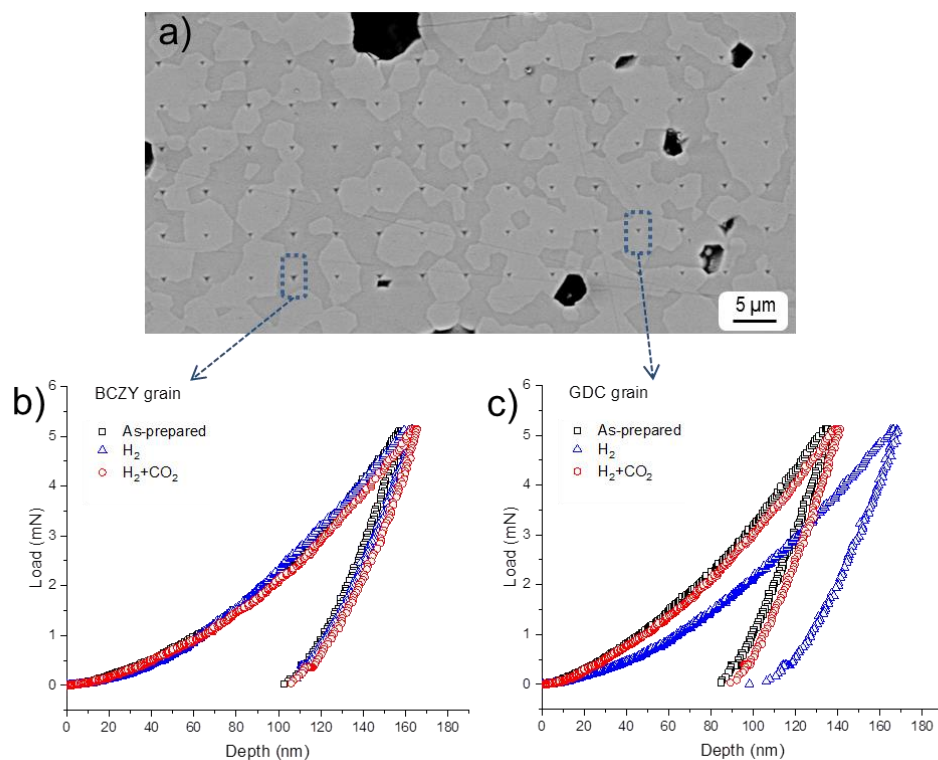 a)
5 µm
b)
BCZY grain
As-prepared
H₂
H₂+CO₂
Load (mN)
6
5
4
3
2
1
0
0 20 40 60 80 100 120 140 160 180
Depth (nm)
c)
GDC grain
As-prepared
H₂
H₂+CO₂
Load (mN)
6
5
4
3
2
1
0
0 20 40 60 80 100 120 140 160 180
Depth (nm)